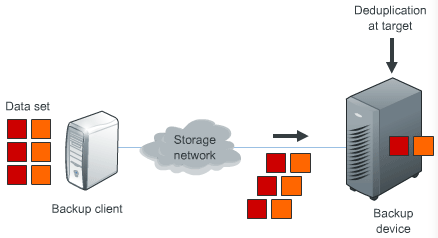 Deduplication
at target
Data set
Storage
network
Backup client
Backup
device